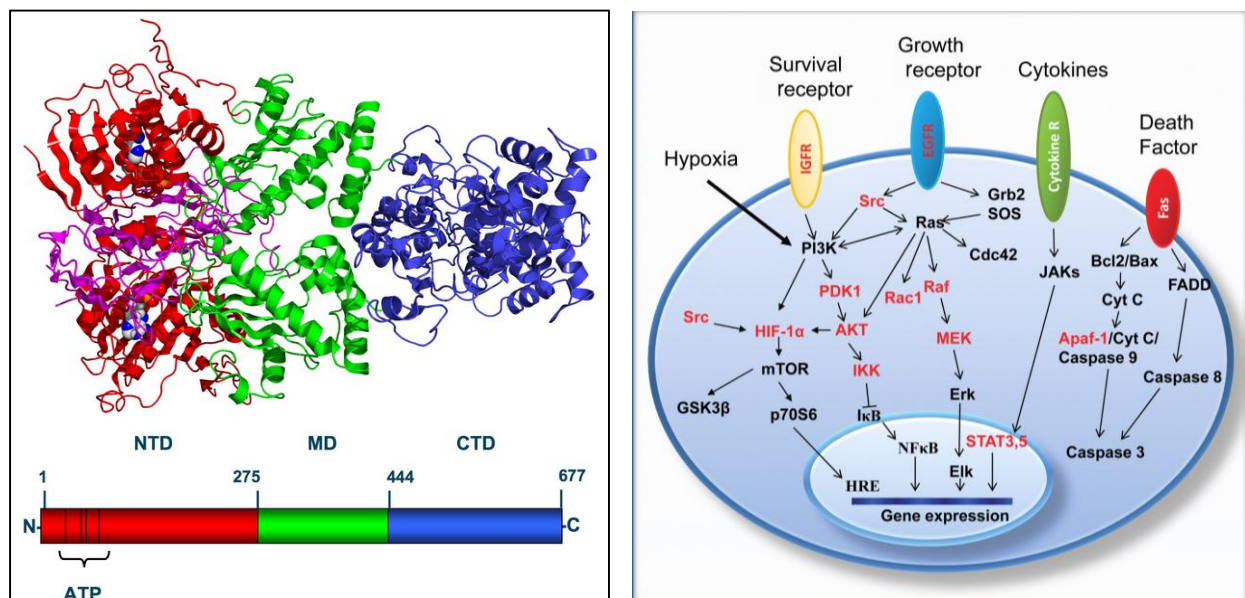 NTD MD CTD
1 275 444 677
N- -C
ATP
Survival
receptor
Growth
receptor
Cytokines
Death
Factor
Hypoxia
IGFR
EGFR
Cytokine R
Fas
Src
Grb2
SOS
Ras
PI3K
Cdc42
JAKs
Bcl2/Bax
FADD
PDK1
Rac1
Raf
Cyt C
Src
HIF-1α
AKT
MEK
Apaf-1/Cyt C/
Caspase 9
mTOR
IKK
Caspase 8
GSK3β
p70S6
IκB
Erk
NFκB
STAT3,5
Caspase 3
HRE
Elk
Gene expression